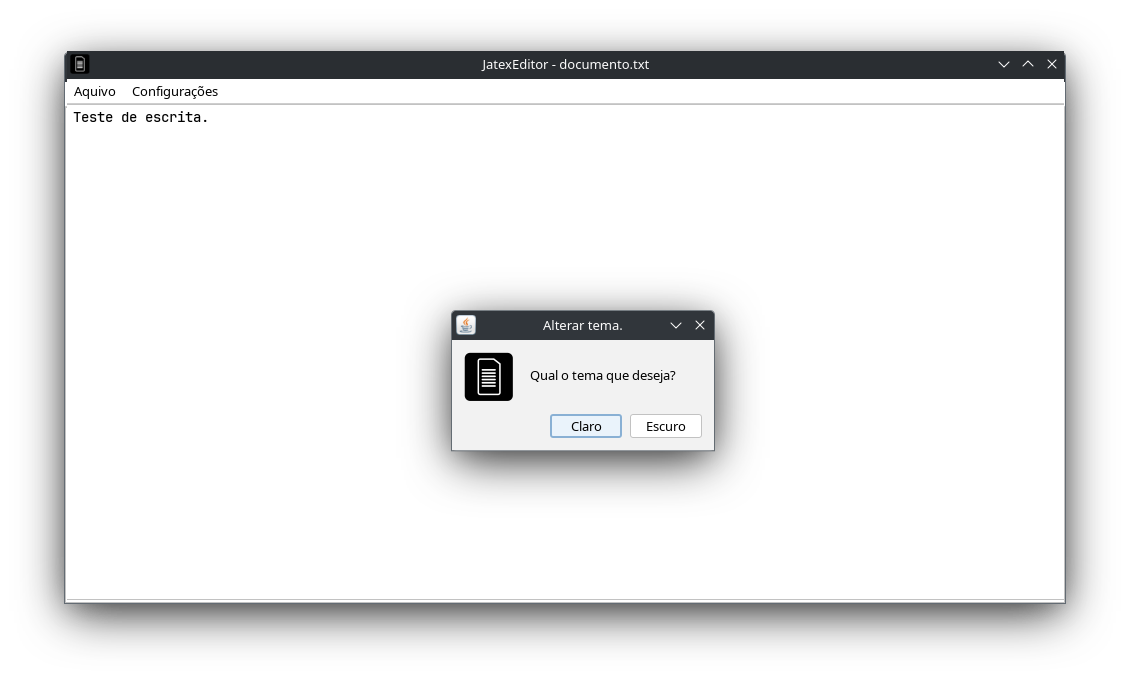 JatexEditor - documento.txt
Aquivo Configurações
Teste de escrita.
Alterar tema.
Qual o tema que deseja?
Claro Escuro